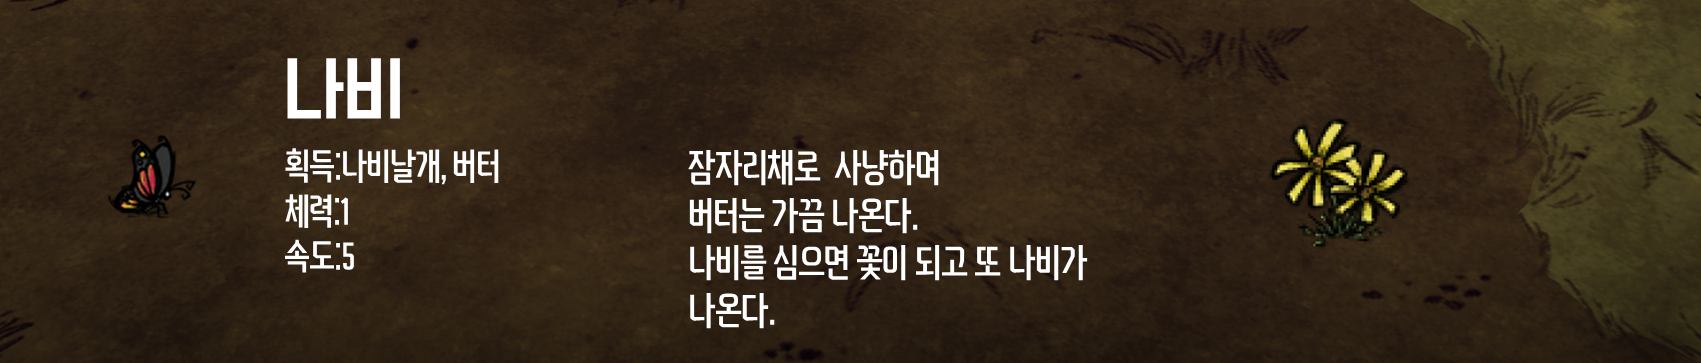 나비
획득:나비날개, 버터
체력:1
속도:5
잠자리채로 사냥하며
버터는 가끔 나온다.
나비를 심으면 꽃이 되고 또 나비가
나온다.